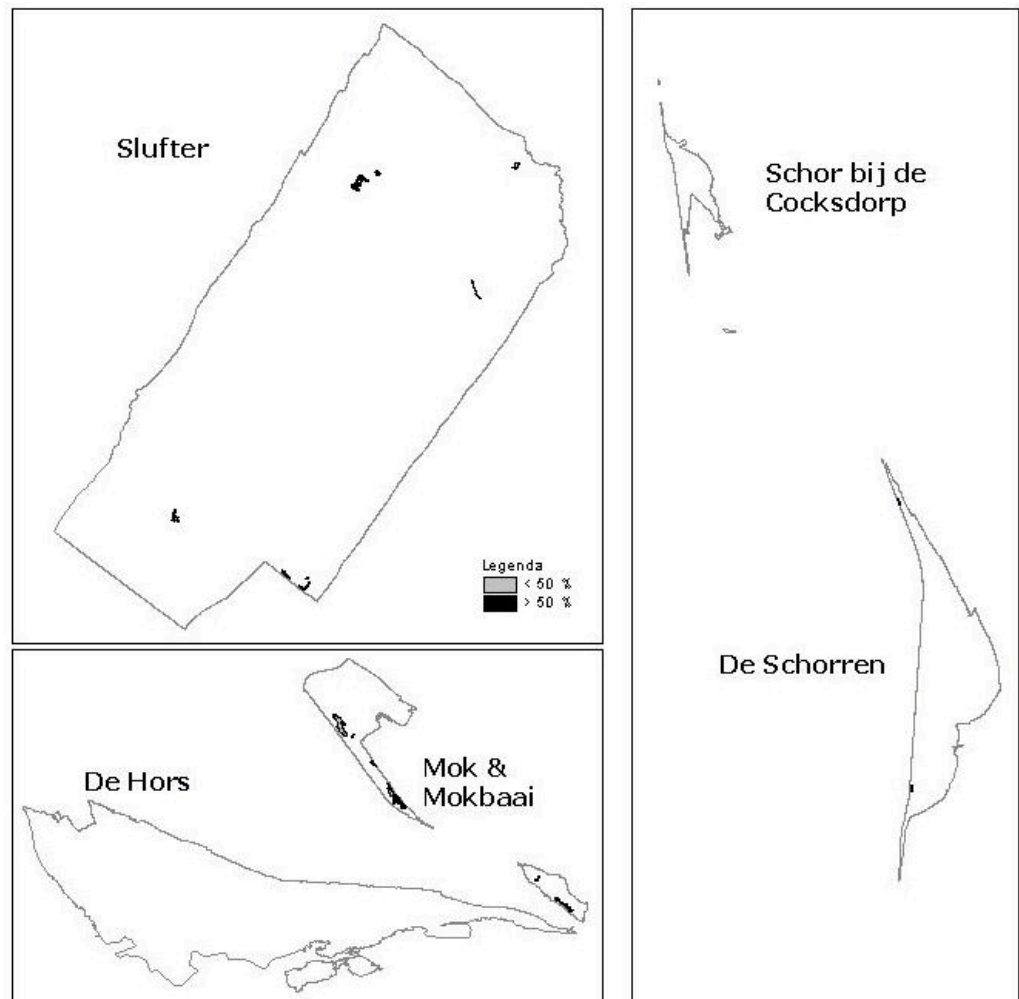 Slufter
Legenda
< 50 %
> 50 %
Schor bij de
Cocksdorp
De Schorren
De Hors
Mok &
Mokbaai